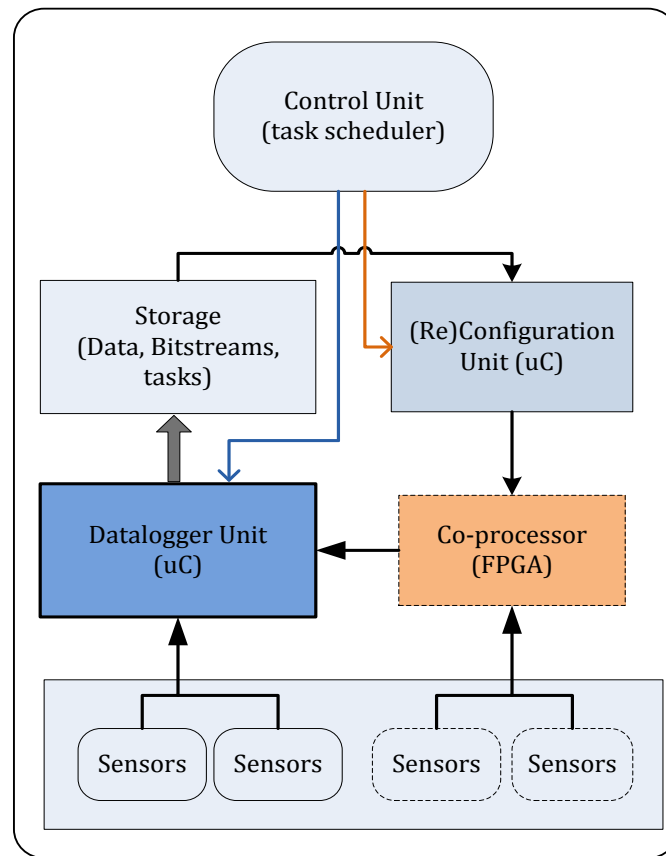 Control Unit
(task scheduler)
Storage
(Data, Bitstreams,
tasks)
(Re)Configuration
Unit (uC)
Datalogger Unit
(uC)
Co-processor
(FPGA)
Sensors
Sensors
Sensors
Sensors